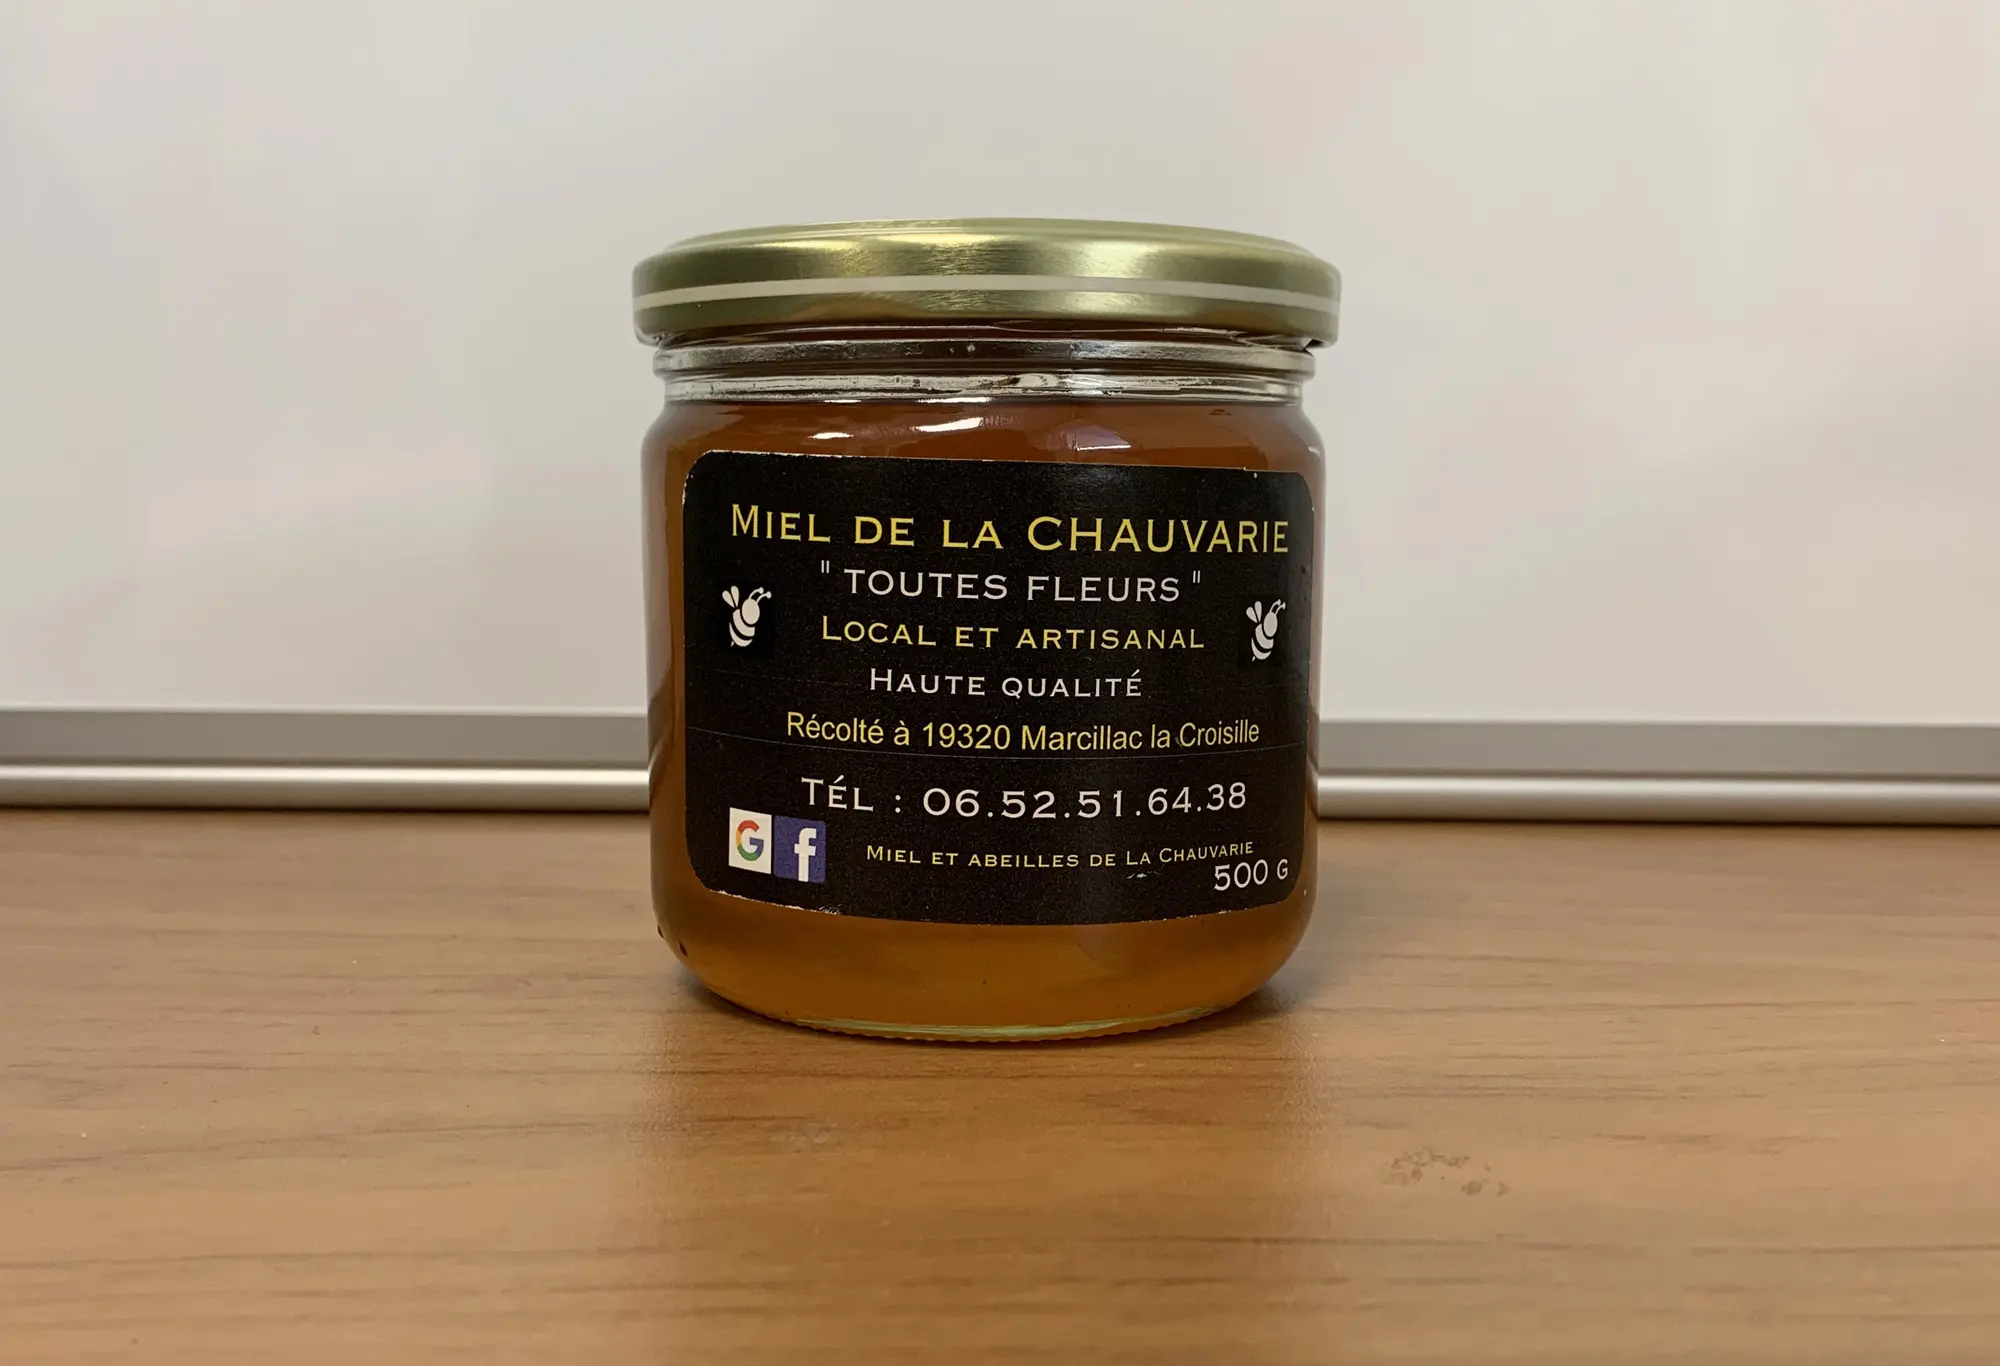 MIEL DE LA CHAUVARIE
" TOUTES FLEURS "
LOCAL ET ARTISANAL
HAUTE QUALITÉ
Récolté à 19320 Marcillac la Croisille
TÉL : 06.52.51.64.38
G f MIEL ET ABEILLES DE LA CHAUVARIE
500 G